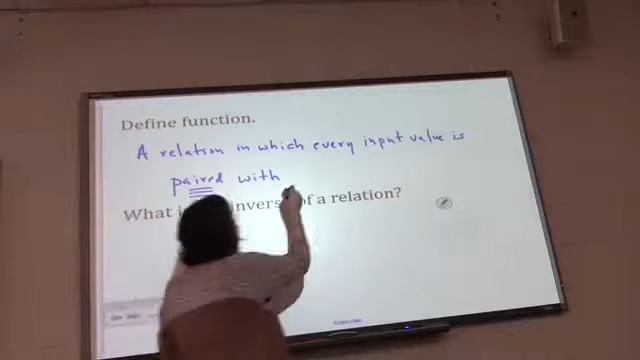 Define function.
A relation in which every input value is
paired with
What inverse of a relation?